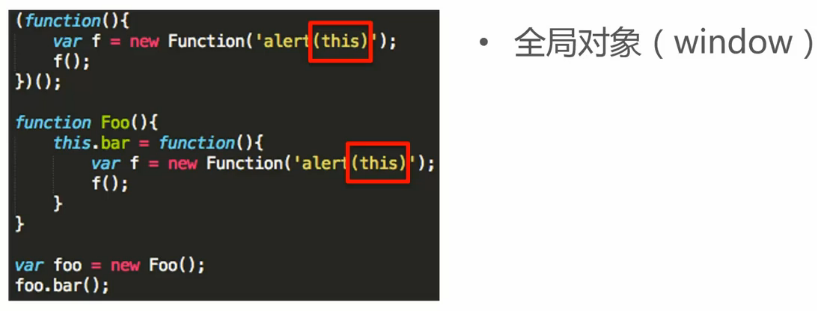 (function(){
    var f = new Function('alert(this)');
    f();
})();
function Foo(){
    this.bar = function(){
        var f = new Function('alert(this)');
        f();
    }
}
var foo = new Foo();
foo.bar();
• 全局对象（window）